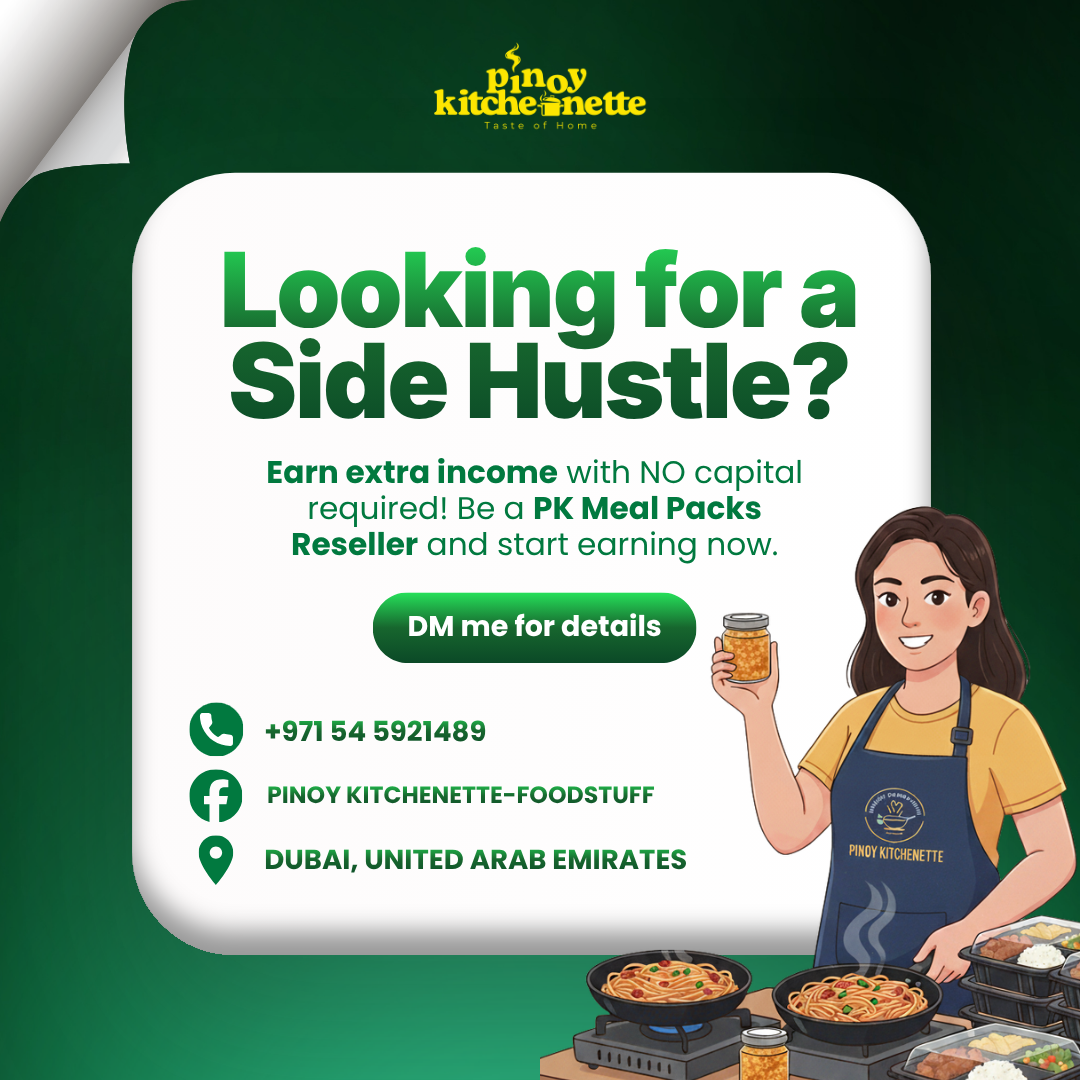 pinoy
kitchenette
Taste of Home
Looking for a
Side Hustle?
Earn extra income with NO capital
required! Be a PK Meal Packs
Reseller and start earning now.
DM me for details
+971 54 5921489
PINOY KITCHENETTE-FOODSTUFF
DUBAI, UNITED ARAB EMIRATES
PINOY KITCHENETTE